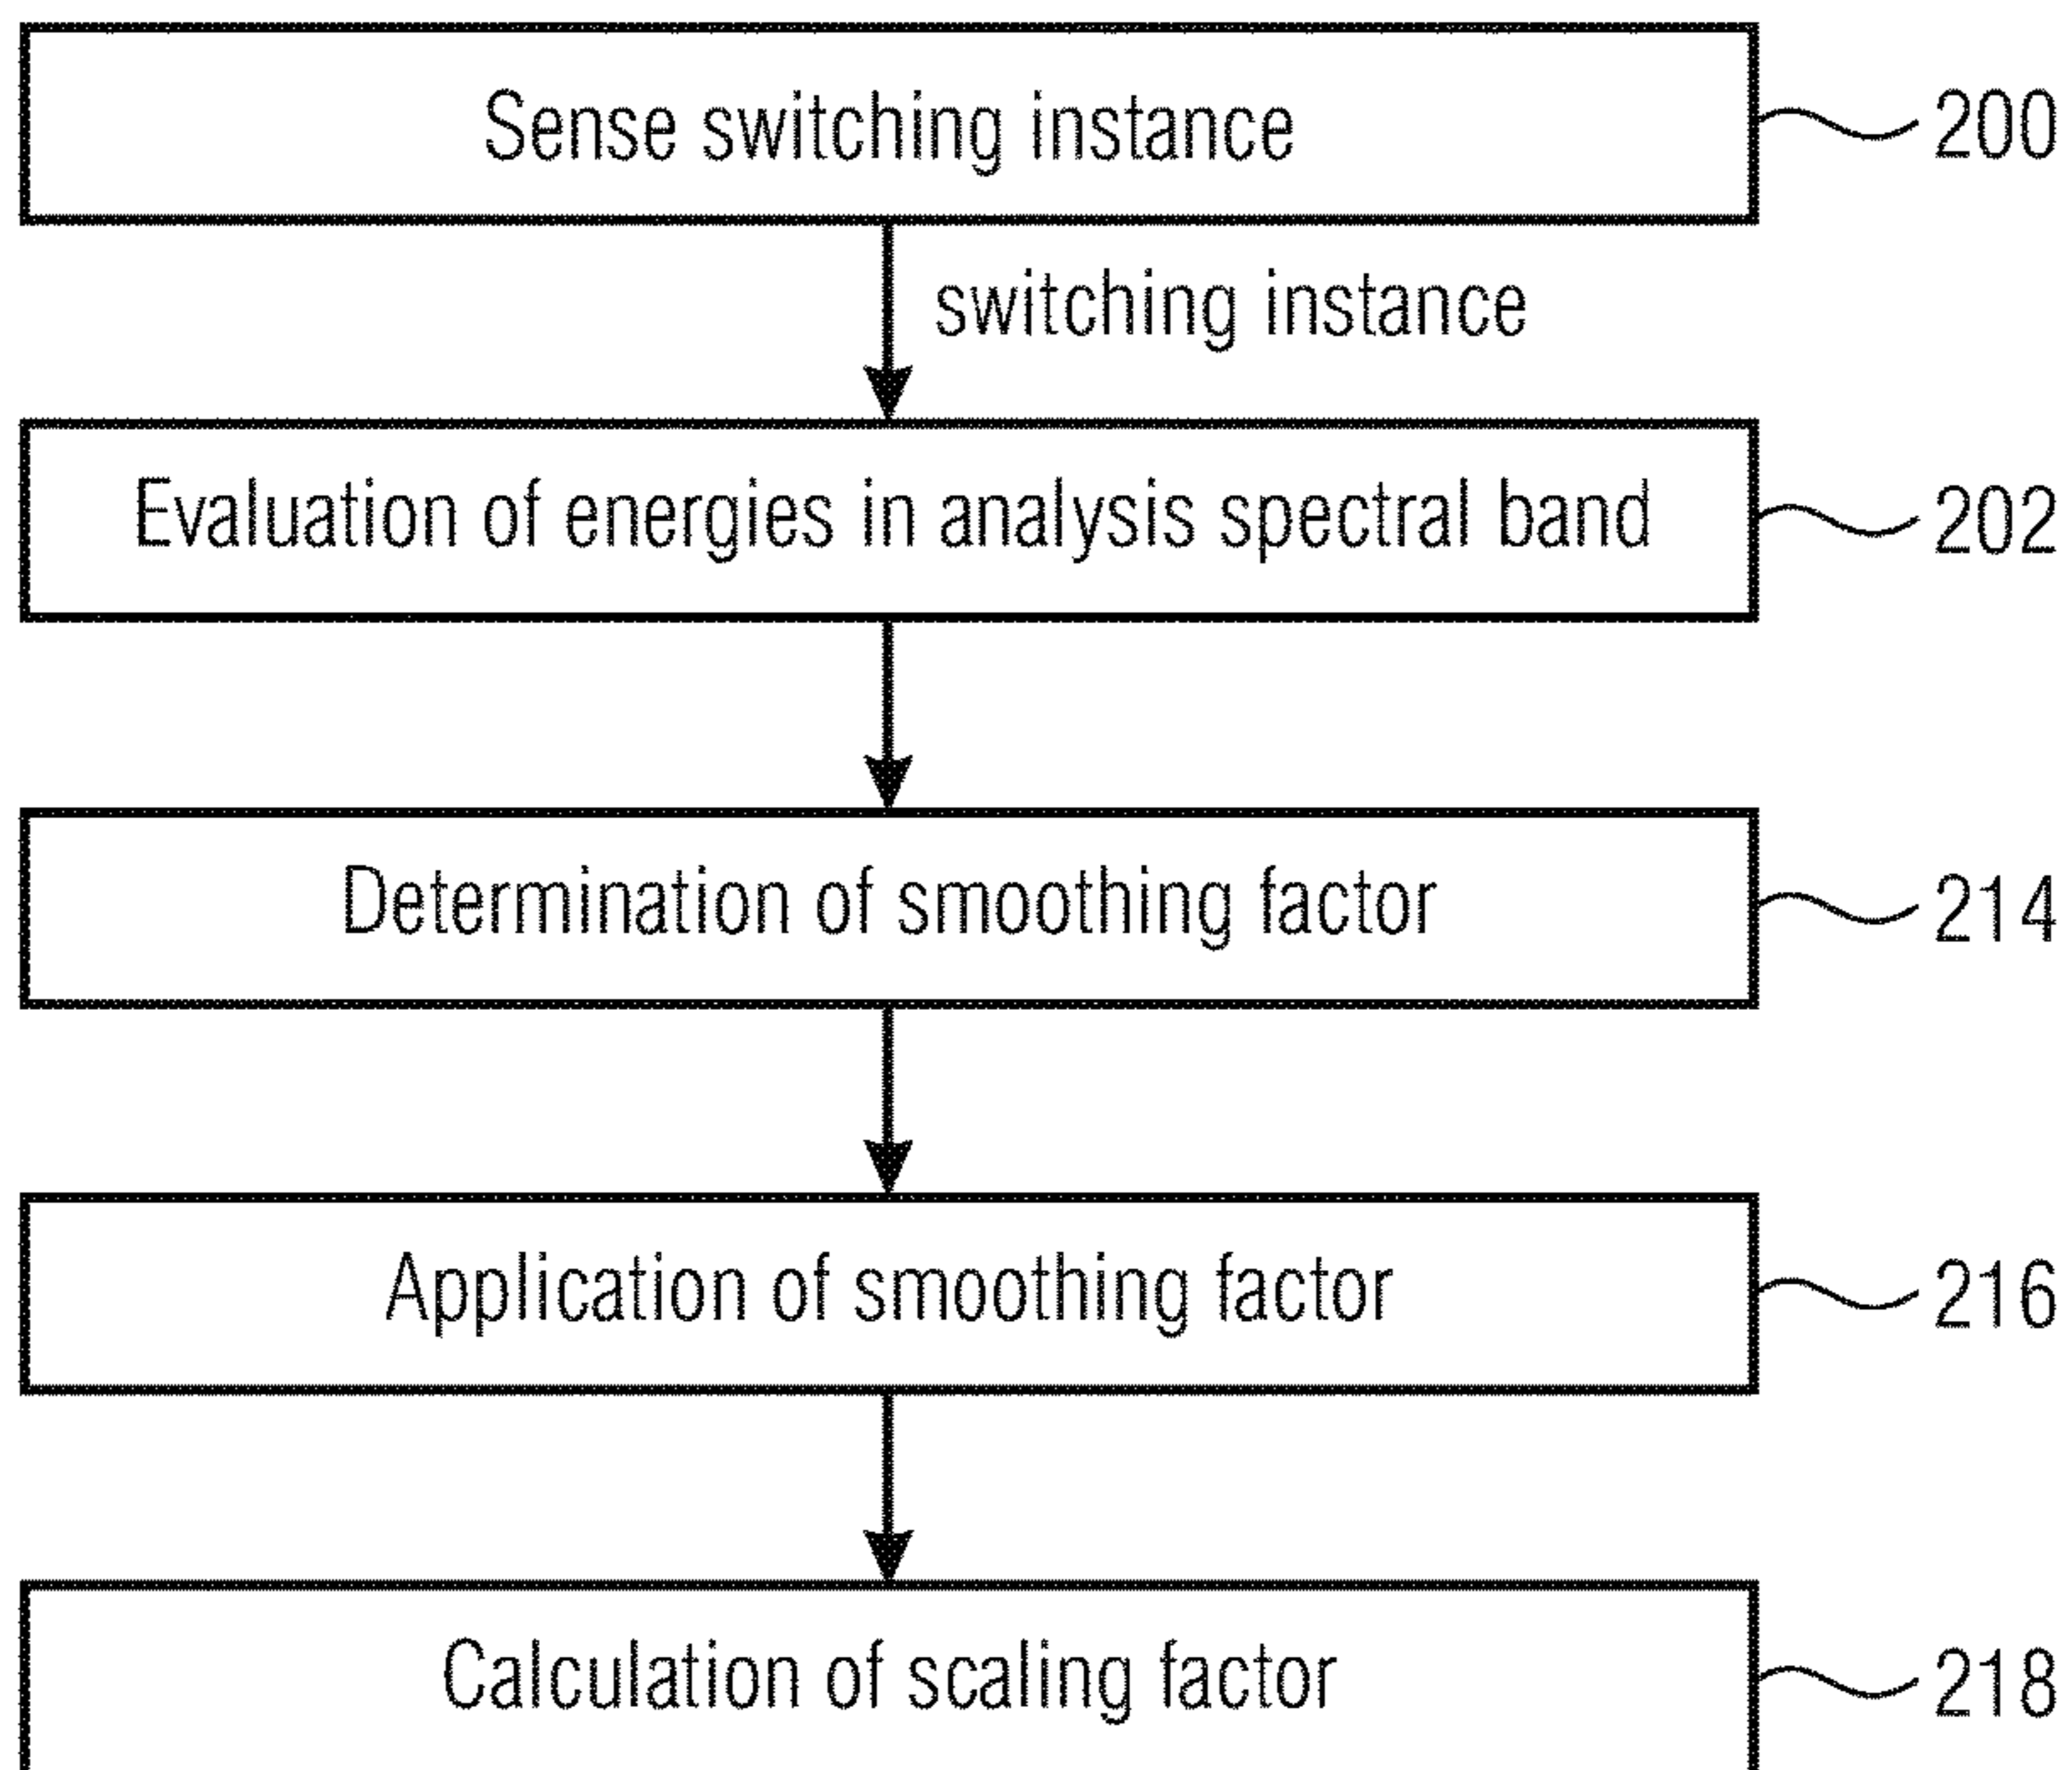 Sense switching instance 200
switching instance
Evaluation of energies in analysis spectral band 202
Determination of smoothing factor 214
Application of smoothing factor 216
Calculation of scaling factor 218